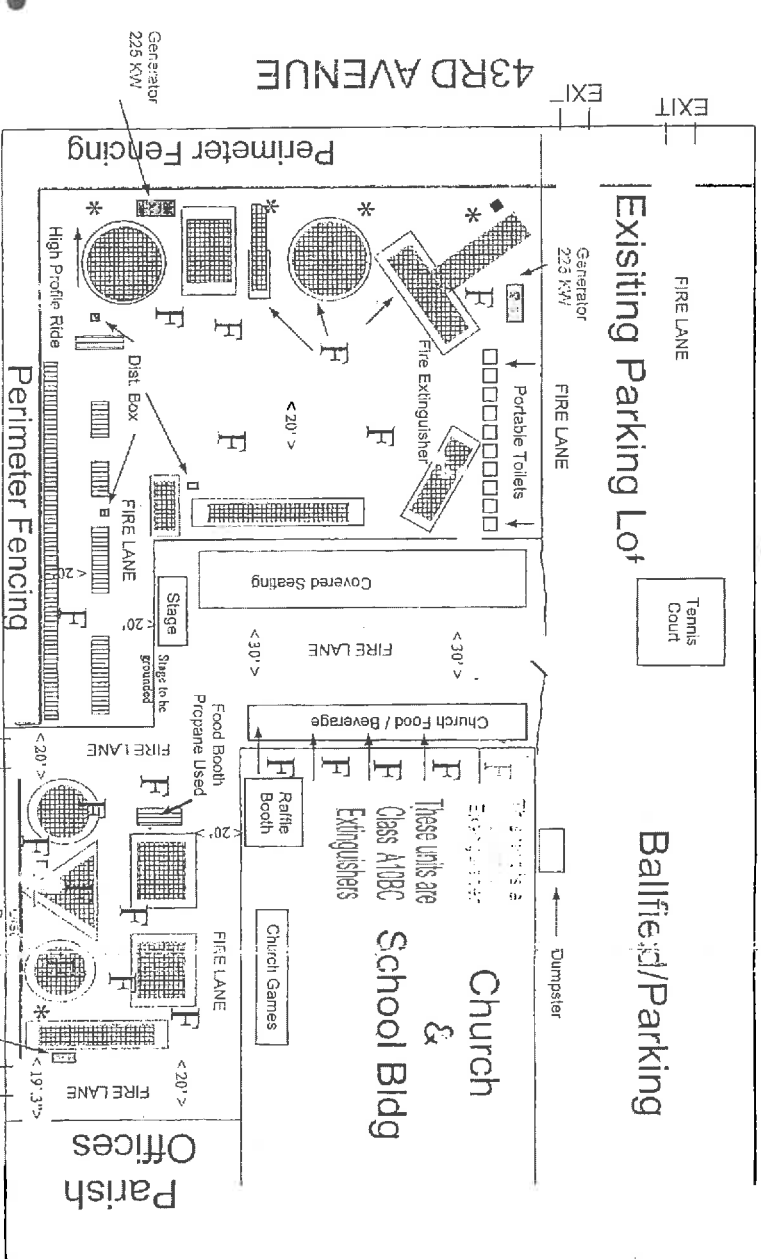 43RD AVENUE
EXIT
EXIT
Generator
225 KW
Perimeter Fencing
Exisiting Parking Lot
FIRE LANE
FIRE LANE
Generator
225 KW
High Profile Ride
Dist. Box
F
F
F
F
F
F
Fire Extinguisher
Portable Toilets
< 20' >
Perimeter Fencing
FIRE LANE
< 20'
F
Stage
< 20'
Stage to be
grounded
Covered Seating
FIRE LANE
< 30' >
< 30' >
Tennis
Court
Church Food / Beverage
F
F
F
F
F
These units are
Class A10BC
Extinguishers
Church
&
School Bldg
Ballfield/Parking
Dumpster
Raffle
Booth
Church Games
Food Booth
Propane Used
FIRE LANE
< 20' >
< 20' >
F
F
F
F
F
F
F
FIRE LANE
FIRE LANE
< 20' >
< 19'.3">
Parish
Offices